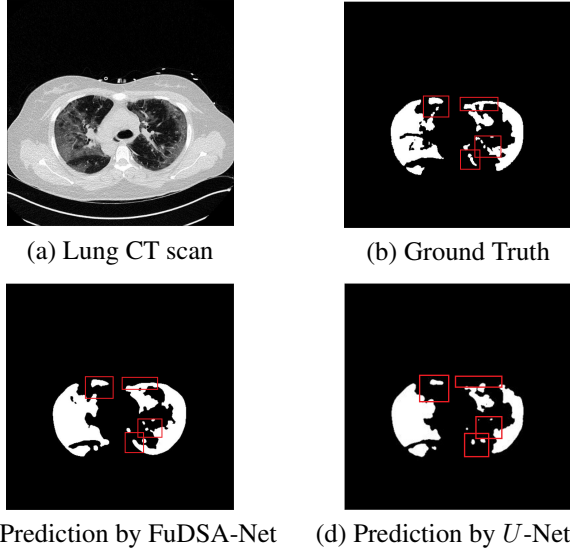 (a) Lung CT scan
(b) Ground Truth
Prediction by FuDSA-Net
(d) Prediction by U-Net